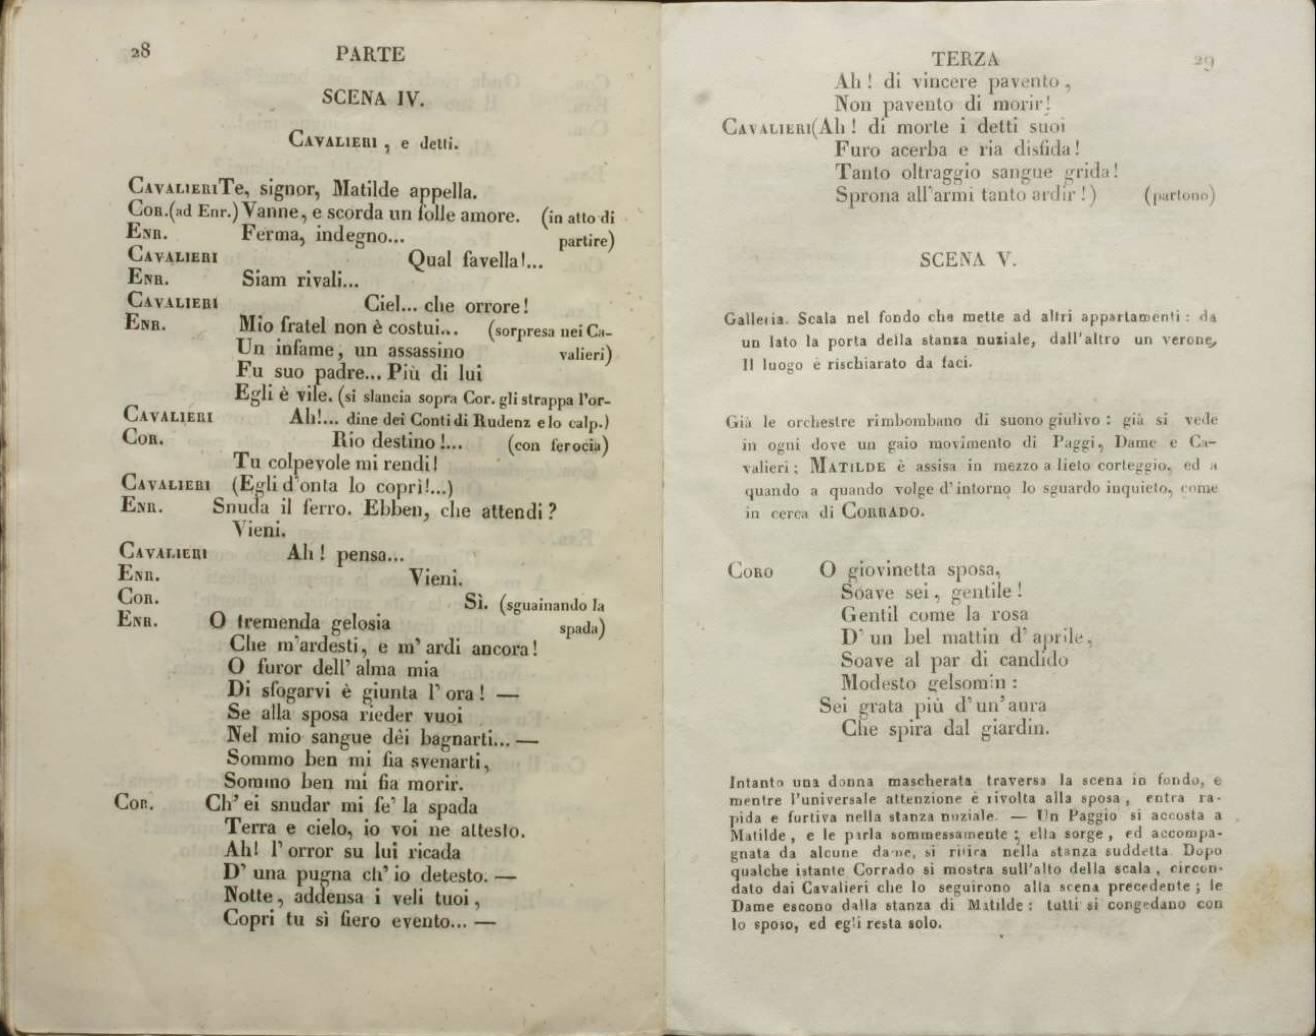 28
PARTE
SCENA IV.
CAVALIERI, e detti.
CAVALIERI Te, signor, Matilde appella.
COR. (ad Enr.) Vanne, e scorda un folle amore. (in atto di
ENR. Ferma, indegno... partire)
CAVALIERI Qual favella!...
ENR. Siam rivali...
CAVALIERI Ciel... che orrore!
ENR. Mio fratel non è costui... (sorpresa nei Ca-
Un infame, un assassino valieri)
Fu suo padre... Più di lui
Egli è vile. (si slancia sopra Cor. gli strappa l'or-
CAVALIERI Ah!... dine dei Conti di Rudenz e lo calp.)
COR. Rio destino!... (con ferocia)
Tu colpevole mi rendi!
CAVALIERI (Egli d'onta lo coprì!...)
ENR. Snuda il ferro. Ebben, che attendi?
Vieni.
CAVALIERI Ah! pensa...
ENR. Vieni.
COR. Sì. (sguainando la
ENR. O tremenda gelosia spada)
Che m'ardesti, e m'ardi ancora!
O furor dell'alma mia
Di sfogarvi è giunta l'ora! —
Se alla sposa rieder vuoi
Nel mio sangue dèi bagnarti... —
Sommo ben mi fia svenarti,
Sommo ben mi fia morir.
COR. Ch'ei snudar mi fe' la spada
Terra e cielo, io voi ne attesto.
Ah! l'orror su lui ricada
D'una pugna ch'io detesto. —
Notte, addensa i veli tuoi,
Copri tu sì fiero evento... —
TERZA
29
Ah! di vincere pavento,
Non pavento di morir!
CAVALIERI (Ah! di morte i detti suoi
Furo acerba e ria disfida!
Tanto oltraggio sangue grida!
Sprona all'armi tanto ardir!) (partono)
SCENA V.
Galleria. Scala nel fondo che mette ad altri appartamenti: da
un lato la porta della stanza nuziale, dall'altro un verone,
Il luogo è rischiarato da faci.
Già le orchestre rimbombano di suono giulivo: già si vede
in ogni dove un gaio movimento di Paggi, Dame e Ca-
valieri; MATILDE è assisa in mezzo a lieto corteggio, ed a
quando a quando volge d'intorno lo sguardo inquieto, come
in cerca di CORRADO.
CORO O giovinetta sposa,
Soave sei, gentile!
Gentil come la rosa
D'un bel mattin d'aprile,
Soave al par di candido
Modesto gelsomin:
Sei grata più d'un'aura
Che spira dal giardin.
Intanto una donna mascherata traversa la scena in fondo, e
mentre l'universale attenzione è rivolta alla sposa, entra ra-
pida e furtiva nella stanza nuziale. — Un Paggio si accosta a
Matilde, e le parla sommessamente; ella sorge, ed accompa-
gnata da alcune dame, si ritira nella stanza suddetta. Dopo
qualche istante Corrado si mostra sull'alto della scala, circon-
dato dai Cavalieri che lo seguirono alla scena precedente; le
Dame escono dalla stanza di Matilde: tutti si congedano con
lo sposo, ed egli resta solo.